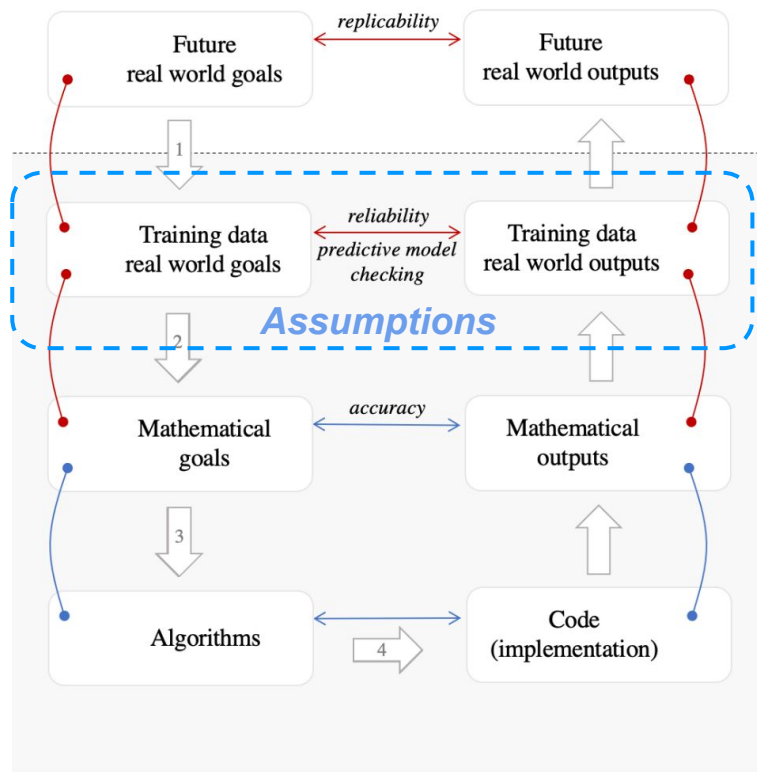 Future
real world goals
replicability
Future
real world outputs
1
Training data
real world goals
reliability
predictive model
checking
Training data
real world outputs
Assumptions
2
Mathematical
goals
accuracy
Mathematical
outputs
3
Algorithms
4
Code
(implementation)